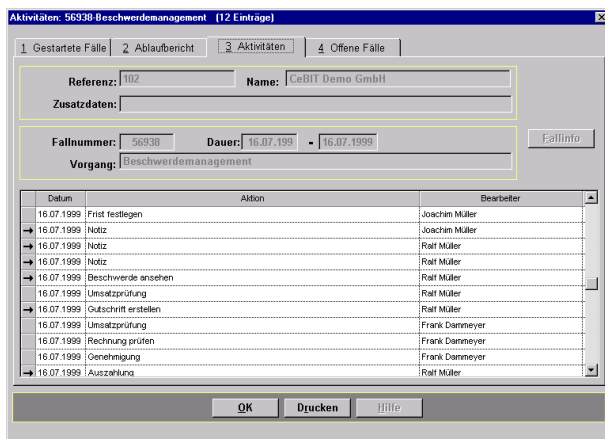 Aktivitäten: 56938-Beschwerdemanagement (12 Einträge)
1 Gestartete Fälle 2 Ablaufbericht 3 Aktivitäten 4 Offene Fälle
Referenz: 102 Name: CeBIT Demo GmbH
Zusatzdaten:
Fallnummer: 56938 Dauer: 16.07.199 - 16.07.1999 Fallinfo
Vorgang: Beschwerdemanagement
Datum Aktion Bearbeiter
16.07.1999 Frist festlegen Joachim Müller
16.07.1999 Notiz Joachim Müller
16.07.1999 Notiz Ralf Müller
16.07.1999 Notiz Ralf Müller
16.07.1999 Beschwerde ansehen Ralf Müller
16.07.1999 Umsatzprüfung Ralf Müller
16.07.1999 Gutschrift erstellen Ralf Müller
16.07.1999 Umsatzprüfung Frank Dammeyer
16.07.1999 Rechnung prüfen Frank Dammeyer
16.07.1999 Genehmigung Frank Dammeyer
16.07.1999 Auszahlung Ralf Müller
OK Drucken Hilfe